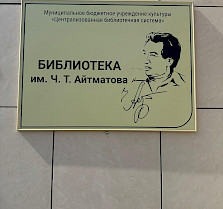 Муниципальное бюджетное учреждение культуры
«Централизованная библиотечная система»
БИБЛИОТЕКА
им. Ч. Т. Айтматова